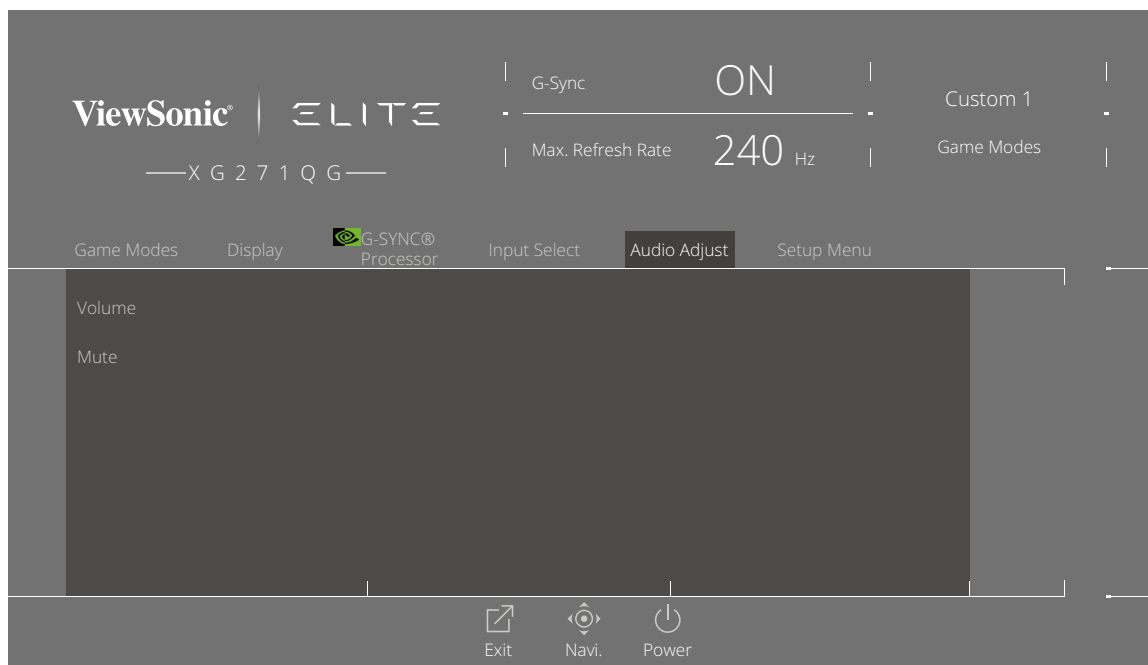 ViewSonic® ELITE
XG271QG
G-Sync ON
Max. Refresh Rate 240 Hz
Custom 1
Game Modes
Game Modes Display G-SYNC® Processor Input Select Audio Adjust Setup Menu
Volume
Mute
Exit Navi. Power